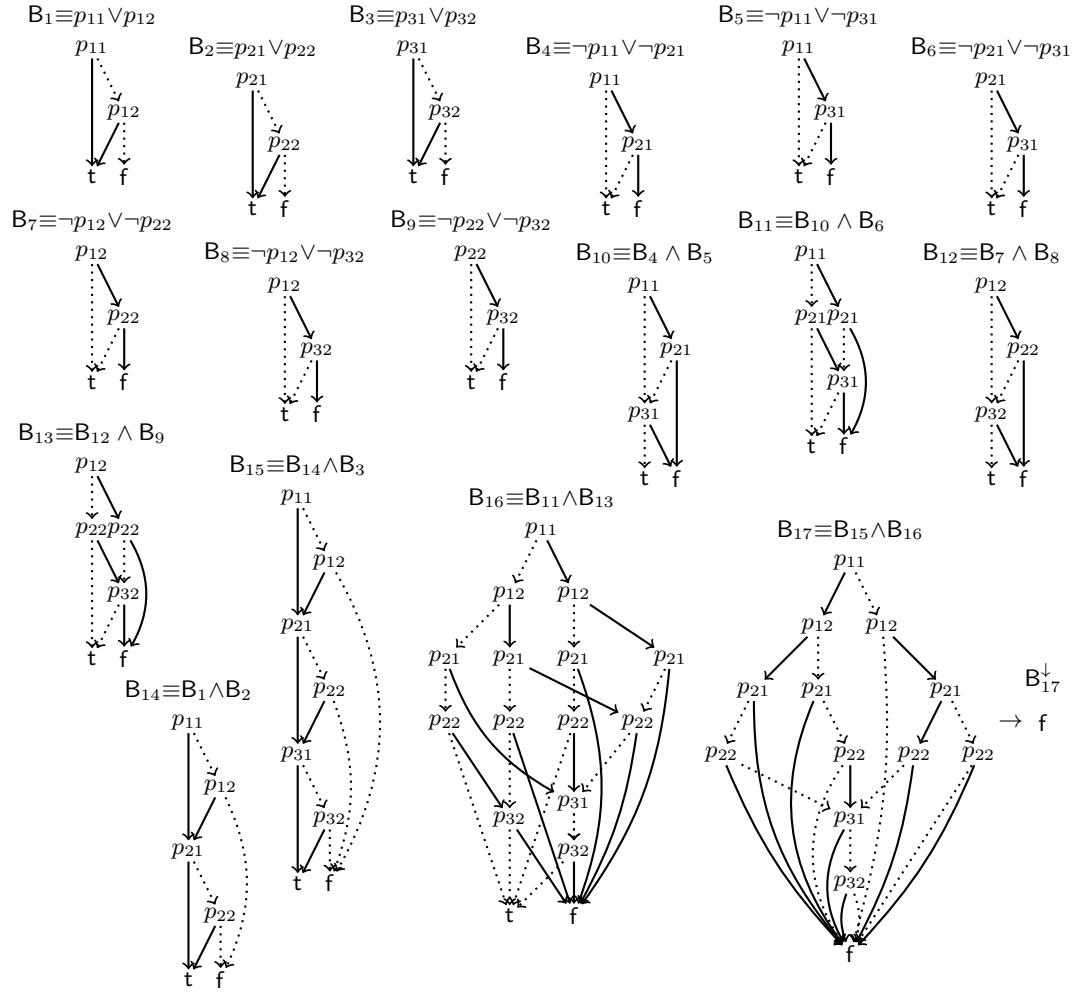 B₁≡p₁₁∨p₁₂
p₁₁
p₁₂
t f
B₂≡p₂₁∨p₂₂
p₂₁
p₂₂
t f
B₃≡p₃₁∨p₃₂
p₃₁
p₃₂
t f
B₄≡¬p₁₁∨¬p₂₁
p₁₁
p₂₁
t f
B₅≡¬p₁₁∨¬p₃₁
p₁₁
p₃₁
t f
B₆≡¬p₂₁∨¬p₃₁
p₂₁
p₃₁
t f
B₇≡¬p₁₂∨¬p₂₂
p₁₂
p₂₂
t f
B₈≡¬p₁₂∨¬p₃₂
p₁₂
p₃₂
t f
B₉≡¬p₂₂∨¬p₃₂
p₂₂
p₃₂
t f
B₁₀≡B₄ ∧ B₅
p₁₁
p₂₁
p₃₁
t f
B₁₁≡B₁₀ ∧ B₆
p₁₁
p₂₁ p₂₁
p₃₁
t f
B₁₂≡B₇ ∧ B₈
p₁₂
p₂₂
p₃₂
t f
B₁₃≡B₁₂ ∧ B₉
p₁₂
p₂₂ p₂₂
p₃₂
t f
B₁₄≡B₁∧B₂
p₁₁
p₁₂
p₂₁
p₂₂
t f
B₁₅≡B₁₄∧B₃
p₁₁
p₁₂
p₂₁
p₂₂
p₃₁
p₃₂
t f
B₁₆≡B₁₁∧B₁₃
p₁₁
p₁₂ p₁₂
p₂₁ p₂₁ p₂₁ p₂₁
p₂₂ p₂₂ p₂₂ p₂₂
p₃₁
p₃₂
p₃₂
t f
B₁₇≡B₁₅∧B₁₆
p₁₁
p₁₂ p₁₂
p₂₁ p₂₁ p₂₁
p₂₂ p₂₂ p₂₂ p₂₂
p₃₁
p₃₂
f
B₁₇↓
→ f